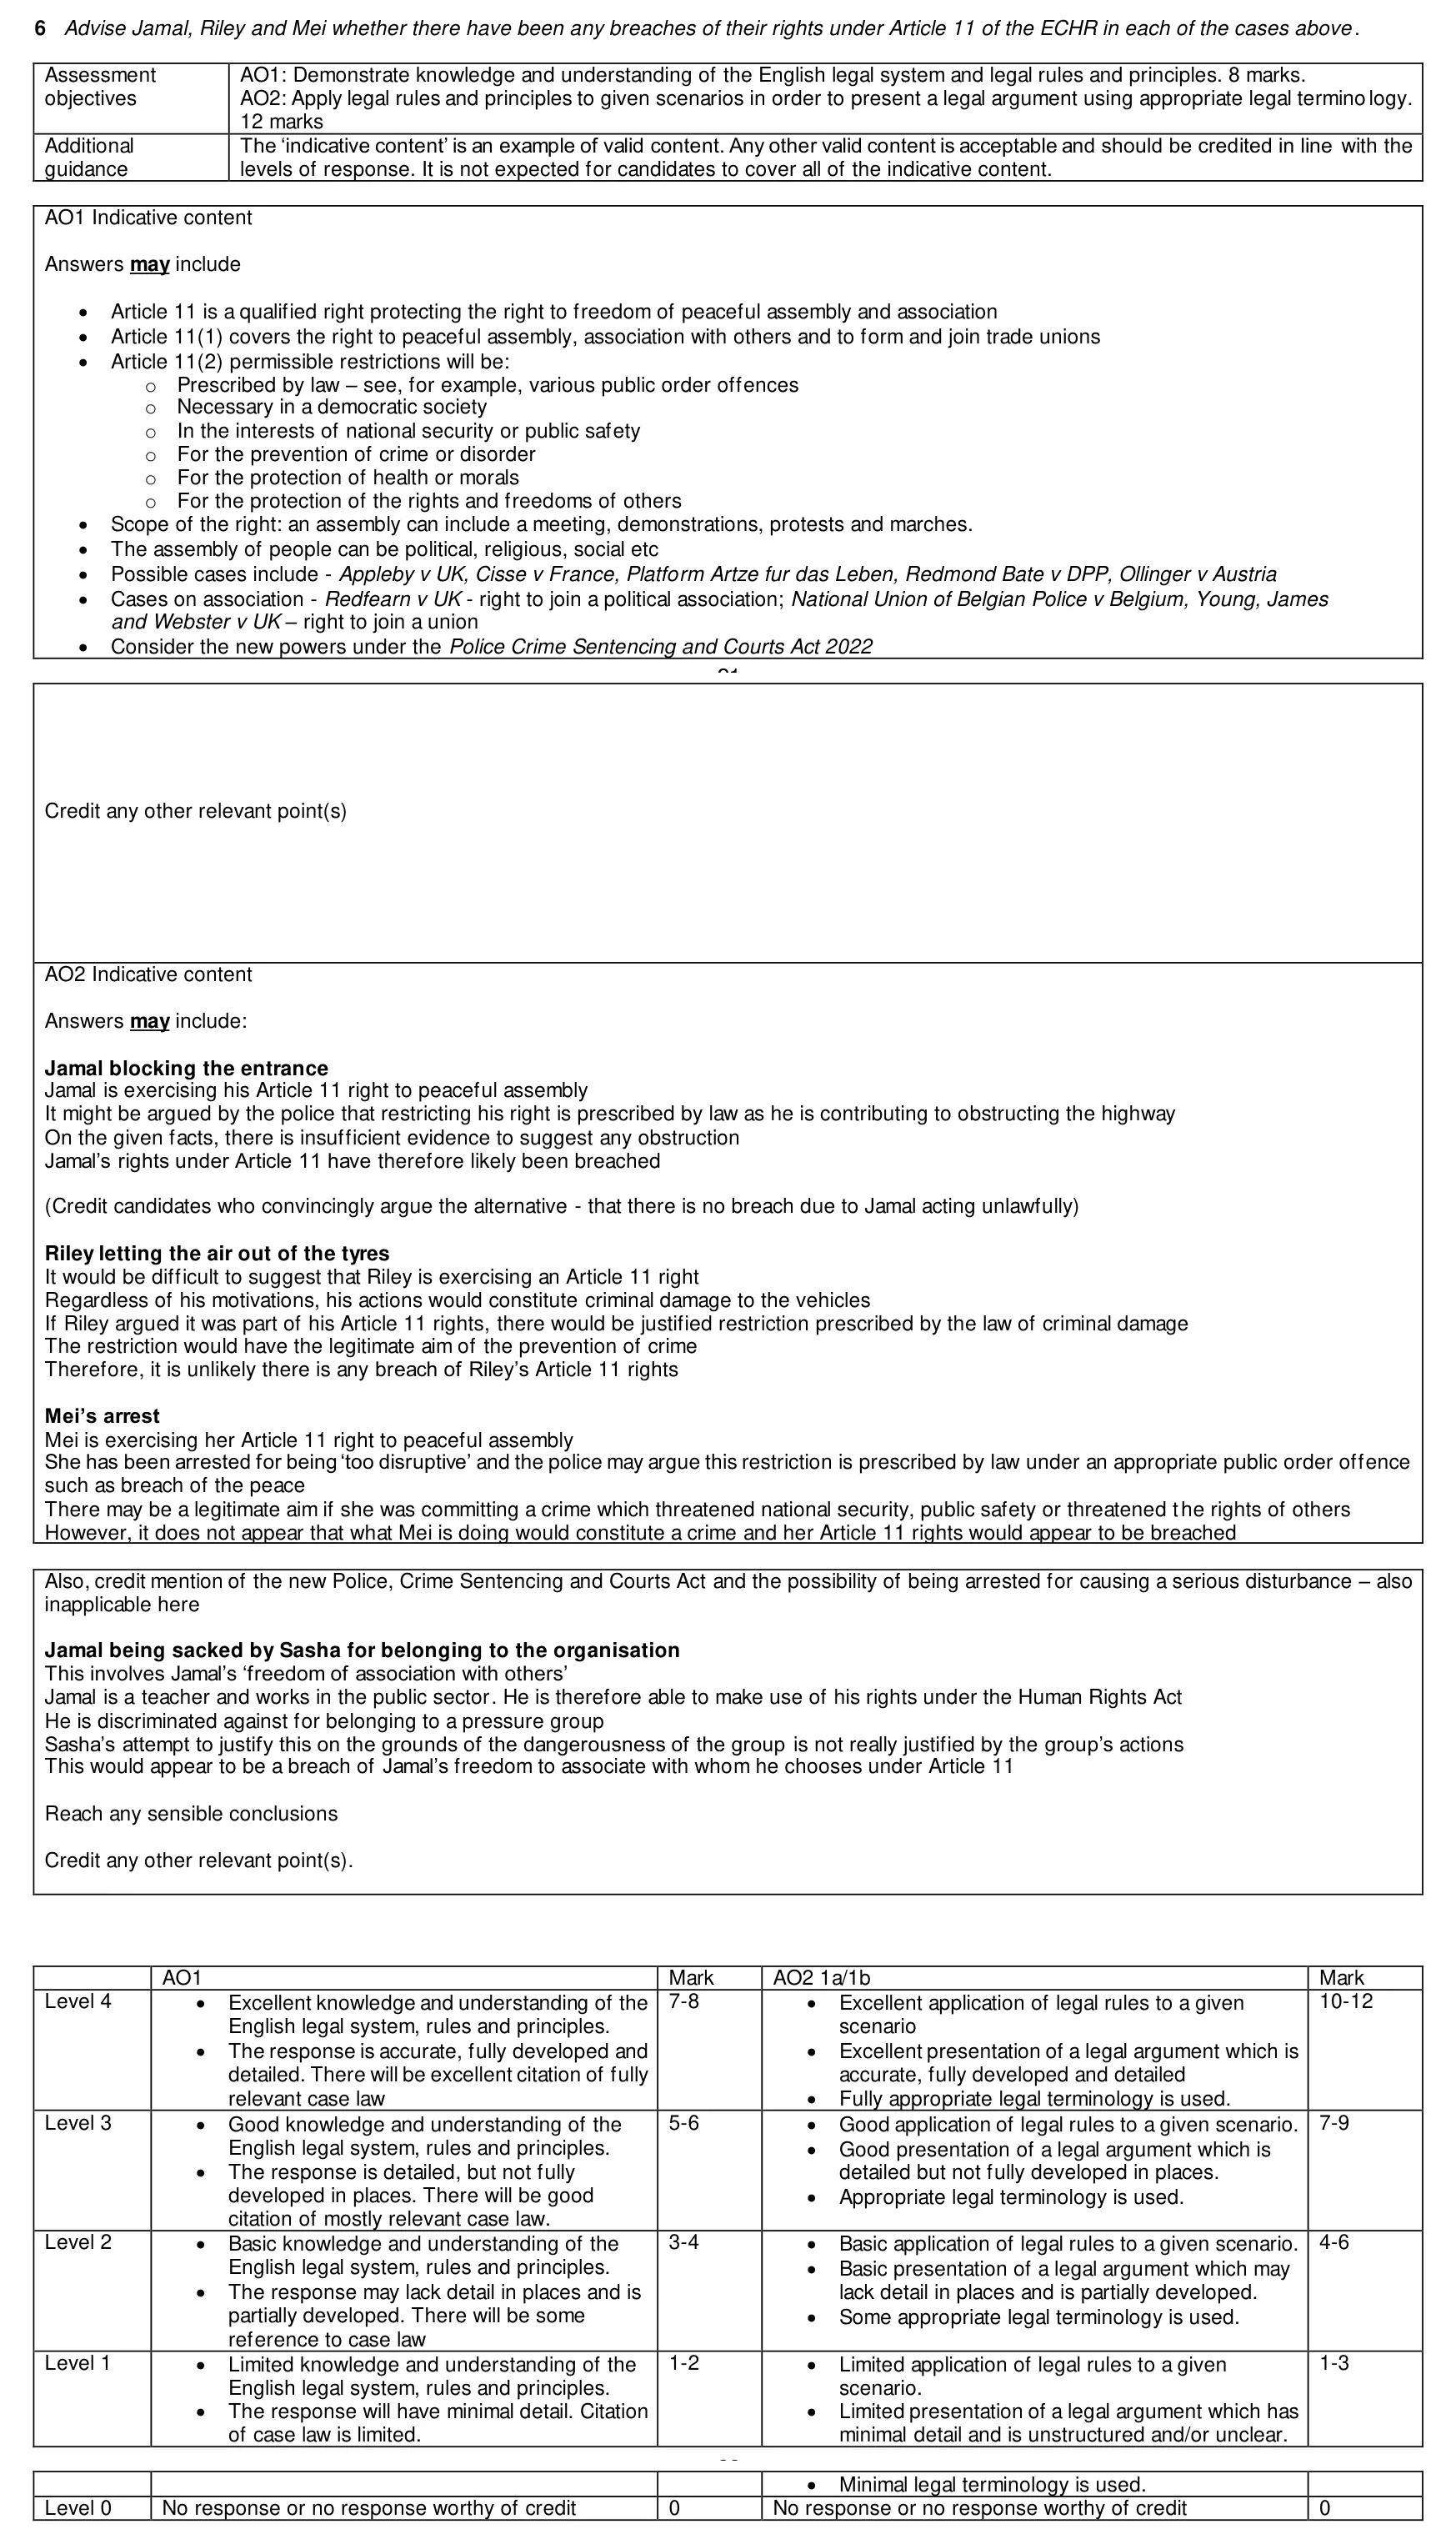 6 Advise Jamal, Riley and Mei whether there have been any breaches of their rights under Article 11 of the ECHR in each of the cases above.
Assessment objectives
AO1: Demonstrate knowledge and understanding of the English legal system and legal rules and principles. 8 marks.
AO2: Apply legal rules and principles to given scenarios in order to present a legal argument using appropriate legal terminology.
12 marks
Additional guidance
The ‘indicative content’ is an example of valid content. Any other valid content is acceptable and should be credited in line with the
levels of response. It is not expected for candidates to cover all of the indicative content.
AO1 Indicative content
Answers may include
• Article 11 is a qualified right protecting the right to freedom of peaceful assembly and association
• Article 11(1) covers the right to peaceful assembly, association with others and to form and join trade unions
• Article 11(2) permissible restrictions will be:
o Prescribed by law – see, for example, various public order offences
o Necessary in a democratic society
o In the interests of national security or public safety
o For the prevention of crime or disorder
o For the protection of health or morals
o For the protection of the rights and freedoms of others
• Scope of the right: an assembly can include a meeting, demonstrations, protests and marches.
• The assembly of people can be political, religious, social etc
• Possible cases include - Appleby v UK, Cisse v France, Platform Artze fur das Leben, Redmond Bate v DPP, Ollinger v Austria
• Cases on association - Redfearn v UK - right to join a political association; National Union of Belgian Police v Belgium, Young, James
and Webster v UK – right to join a union
• Consider the new powers under the Police Crime Sentencing and Courts Act 2022
Credit any other relevant point(s)
AO2 Indicative content
Answers may include:
Jamal blocking the entrance
Jamal is exercising his Article 11 right to peaceful assembly
It might be argued by the police that restricting his right is prescribed by law as he is contributing to obstructing the highway
On the given facts, there is insufficient evidence to suggest any obstruction
Jamal’s rights under Article 11 have therefore likely been breached
(Credit candidates who convincingly argue the alternative - that there is no breach due to Jamal acting unlawfully)
Riley letting the air out of the tyres
It would be difficult to suggest that Riley is exercising an Article 11 right
Regardless of his motivations, his actions would constitute criminal damage to the vehicles
If Riley argued it was part of his Article 11 rights, there would be justified restriction prescribed by the law of criminal damage
The restriction would have the legitimate aim of the prevention of crime
Therefore, it is unlikely there is any breach of Riley’s Article 11 rights
Mei’s arrest
Mei is exercising her Article 11 right to peaceful assembly
She has been arrested for being ‘too disruptive’ and the police may argue this restriction is prescribed by law under an appropriate public order offence
such as breach of the peace
There may be a legitimate aim if she was committing a crime which threatened national security, public safety or threatened the rights of others
However, it does not appear that what Mei is doing would constitute a crime and her Article 11 rights would appear to be breached
Also, credit mention of the new Police, Crime Sentencing and Courts Act and the possibility of being arrested for causing a serious disturbance – also
inapplicable here
Jamal being sacked by Sasha for belonging to the organisation
This involves Jamal’s ‘freedom of association with others’
Jamal is a teacher and works in the public sector. He is therefore able to make use of his rights under the Human Rights Act
He is discriminated against for belonging to a pressure group
Sasha’s attempt to justify this on the grounds of the dangerousness of the group is not really justified by the group’s actions
This would appear to be a breach of Jamal’s freedom to associate with whom he chooses under Article 11
Reach any sensible conclusions
Credit any other relevant point(s).
AO1 Mark AO2 1a/1b Mark
Level 4
• Excellent knowledge and understanding of the
English legal system, rules and principles.
• The response is accurate, fully developed and
detailed. There will be excellent citation of fully
relevant case law
7-8
• Excellent application of legal rules to a given
scenario
• Excellent presentation of a legal argument which is
accurate, fully developed and detailed
• Fully appropriate legal terminology is used.
10-12
Level 3
• Good knowledge and understanding of the
English legal system, rules and principles.
• The response is detailed, but not fully
developed in places. There will be good
citation of mostly relevant case law.
5-6
• Good application of legal rules to a given scenario.
• Good presentation of a legal argument which is
detailed but not fully developed in places.
• Appropriate legal terminology is used.
7-9
Level 2
• Basic knowledge and understanding of the
English legal system, rules and principles.
• The response may lack detail in places and is
partially developed. There will be some
reference to case law
3-4
• Basic application of legal rules to a given scenario.
• Basic presentation of a legal argument which may
lack detail in places and is partially developed.
• Some appropriate legal terminology is used.
4-6
Level 1
• Limited knowledge and understanding of the
English legal system, rules and principles.
• The response will have minimal detail. Citation
of case law is limited.
1-2
• Limited application of legal rules to a given
scenario.
• Limited presentation of a legal argument which has
minimal detail and is unstructured and/or unclear.
1-3
• Minimal legal terminology is used.
Level 0
No response or no response worthy of credit
0
No response or no response worthy of credit
0